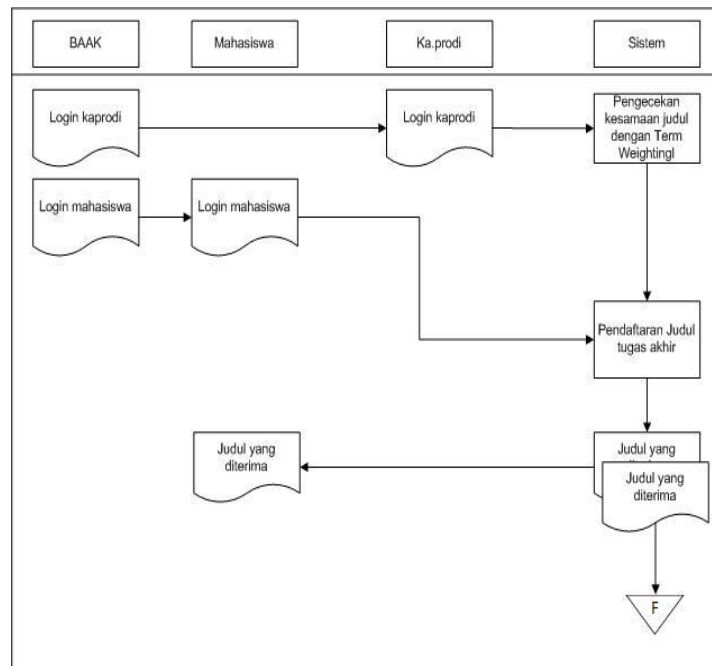 BAAK
Mahasiswa
Ka.prodi
Sistem
Login kaprodi
Login kaprodi
Pengecekan
kesamaan judul
dengan Term
WeightingI
Login mahasiswa
Login mahasiswa
Pendaftaran Judul
tugas akhir
Judul yang
diterima
Judul yang
Judul yang
diterima
F